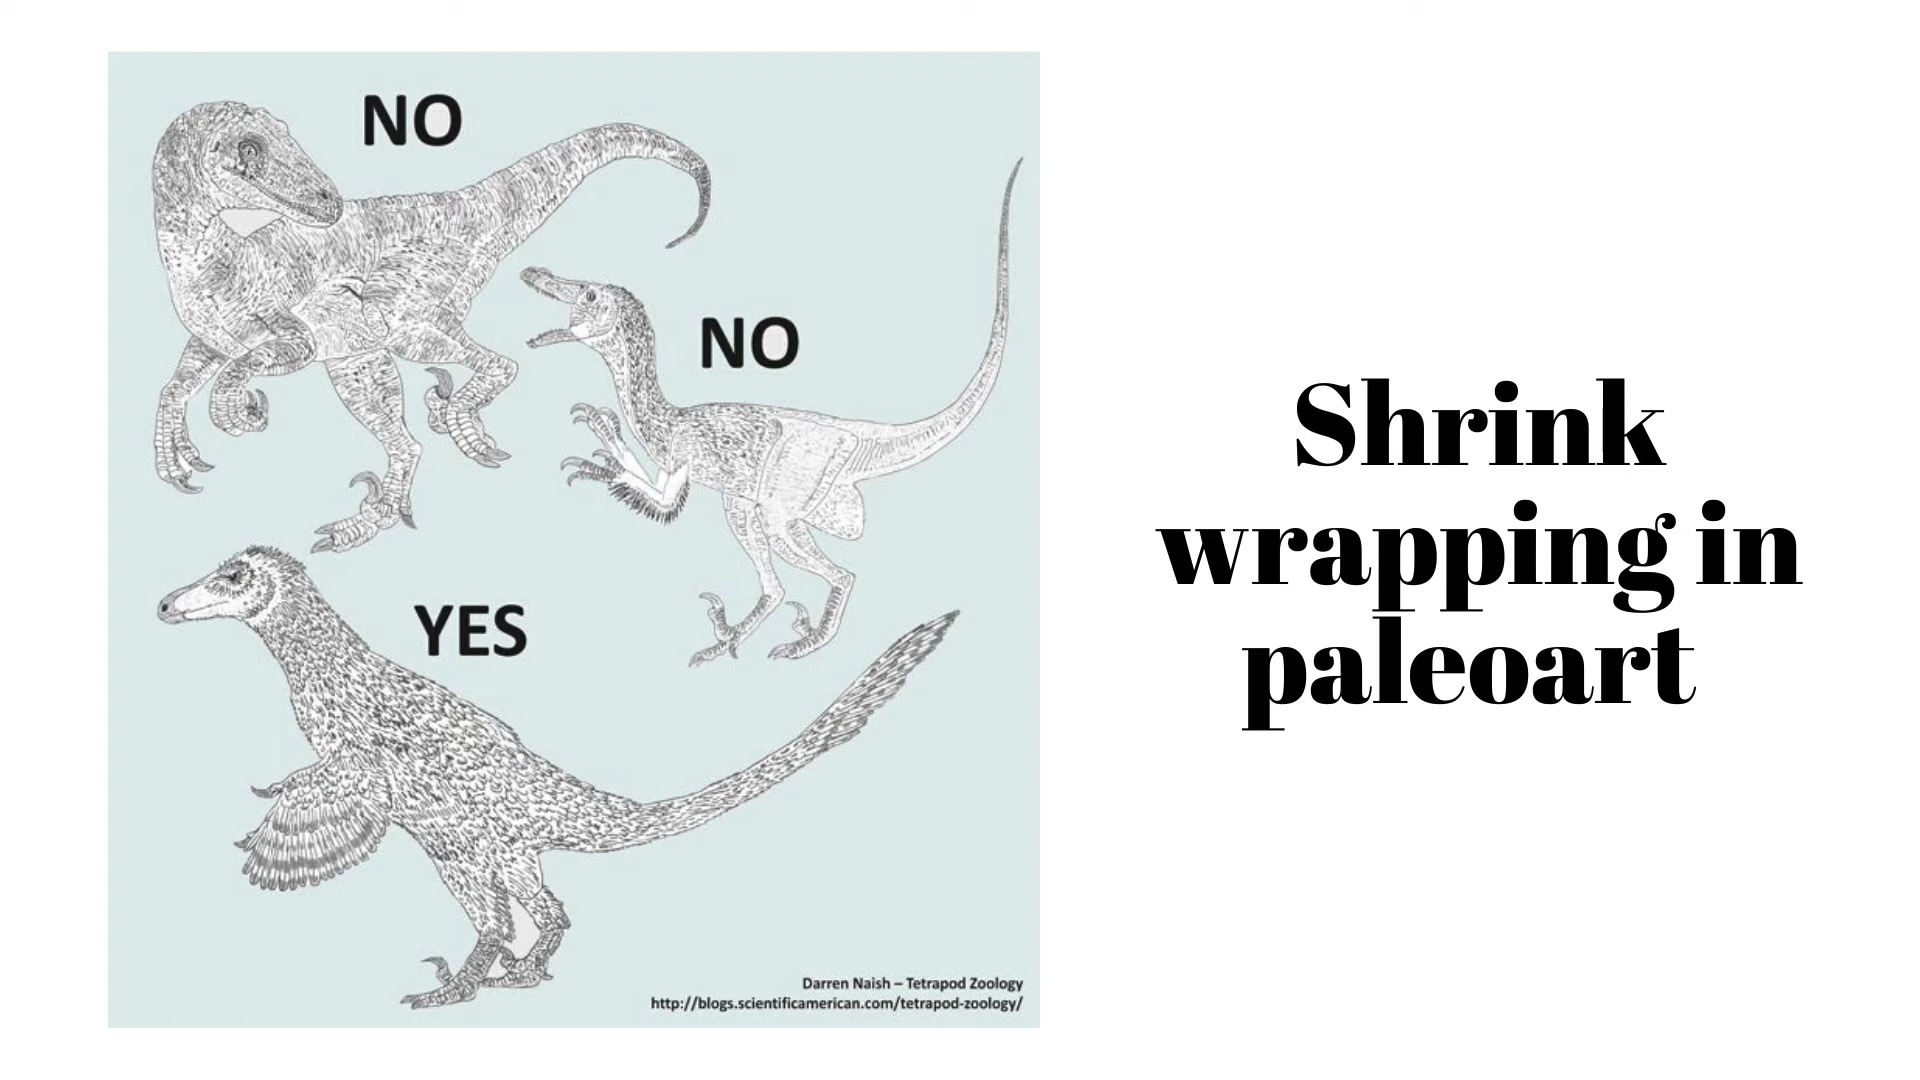 NO
NO
YES
Darren Naish – Tetrapod Zoology
http://blogs.scientificamerican.com/tetrapod-zoology/
Shrink
wrapping in
paleoart